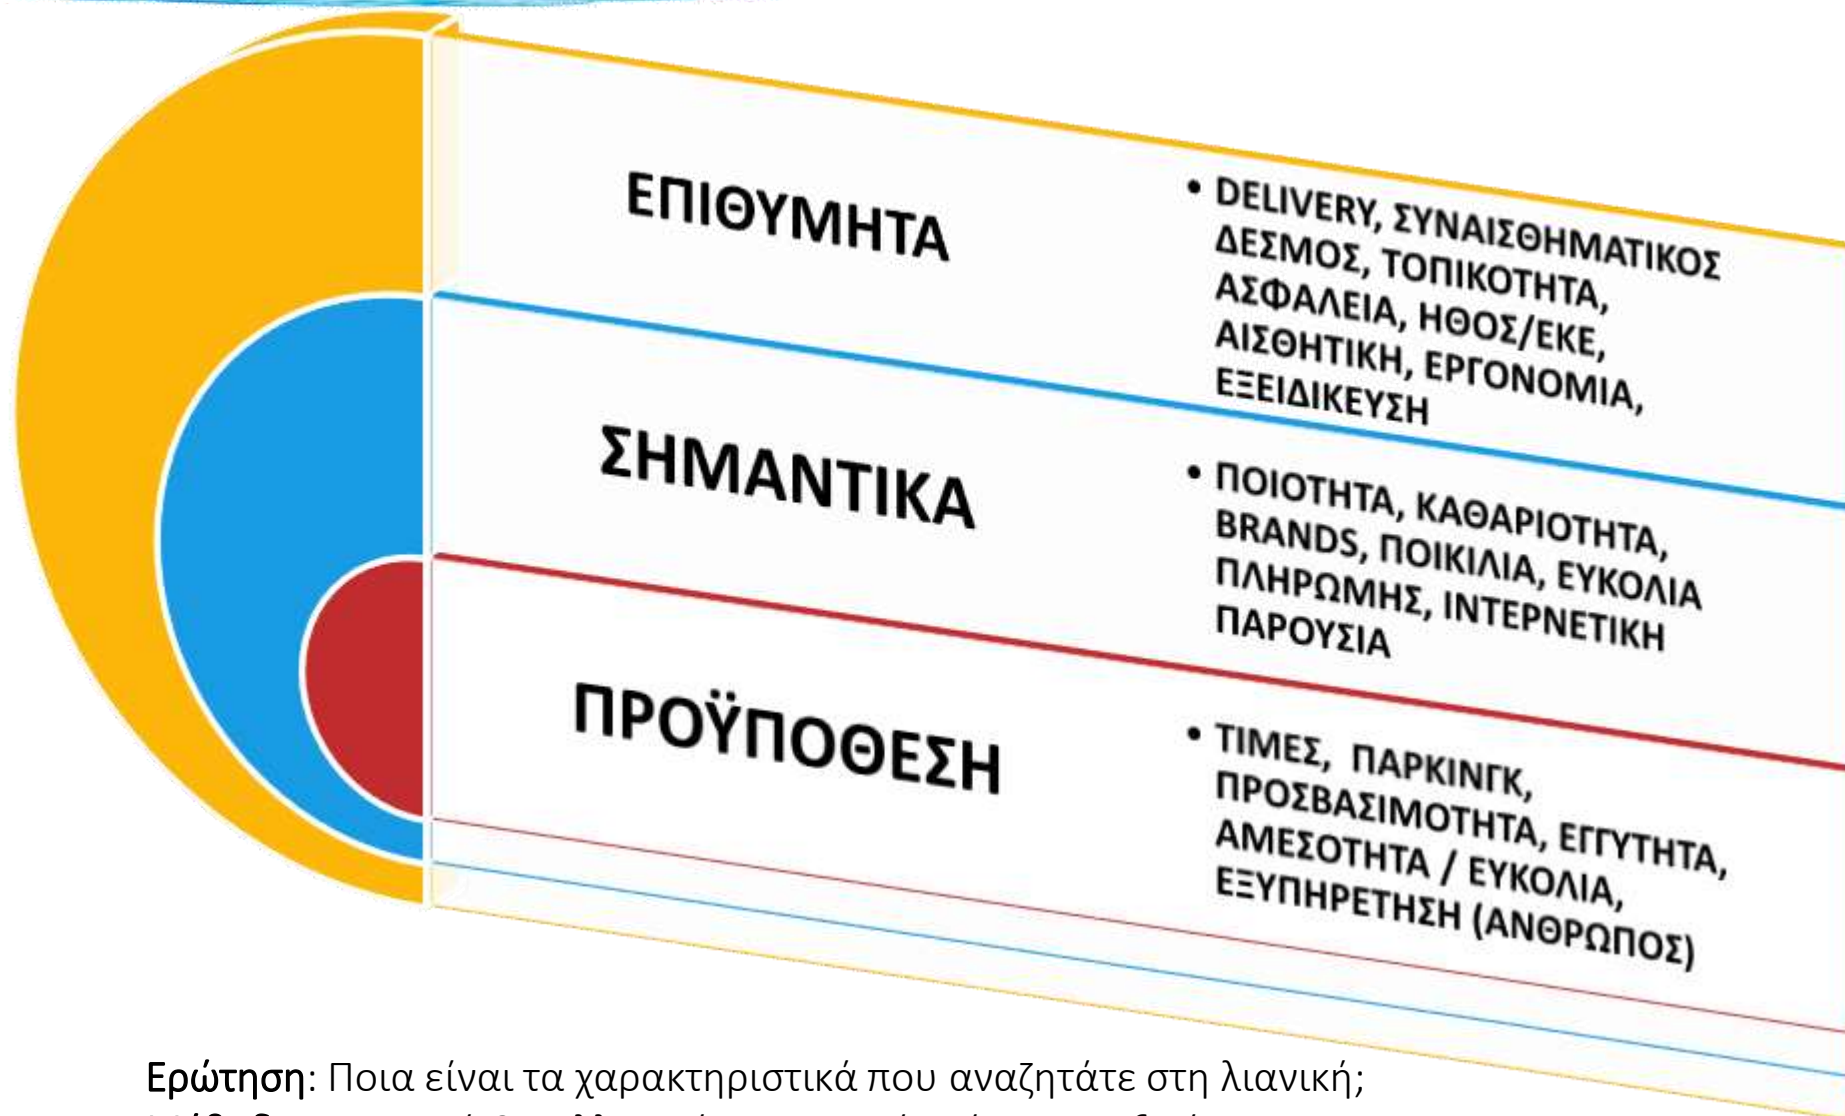 ΕΠΙΘΥΜΗΤΑ
• DELIVERY, ΣΥΝΑΙΣΘΗΜΑΤΙΚΟΣ
ΔΕΣΜΟΣ, ΤΟΠΙΚΟΤΗΤΑ,
ΑΣΦΑΛΕΙΑ, ΗΘΟΣ/ΕΚΕ,
ΑΙΣΘΗΤΙΚΗ, ΕΡΓΟΝΟΜΙΑ,
ΕΞΕΙΔΙΚΕΥΣΗ
ΣΗΜΑΝΤΙΚΑ
• ΠΟΙΟΤΗΤΑ, ΚΑΘΑΡΙΟΤΗΤΑ,
BRANDS, ΠΟΙΚΙΛΙΑ, ΕΥΚΟΛΙΑ
ΠΛΗΡΩΜΗΣ, ΙΝΤΕΡΝΕΤΙΚΗ
ΠΑΡΟΥΣΙΑ
ΠΡΟΫΠΟΘΕΣΗ
• ΤΙΜΕΣ, ΠΑΡΚΙΝΓΚ,
ΠΡΟΣΒΑΣΙΜΟΤΗΤΑ, ΕΓΓΥΤΗΤΑ,
ΑΜΕΣΟΤΗΤΑ / ΕΥΚΟΛΙΑ,
ΕΞΥΠΗΡΕΤΗΣΗ (ΑΝΘΡΩΠΟΣ)
Ερώτηση: Ποια είναι τα χαρακτηριστικά που αναζητάτε στη λιανική;